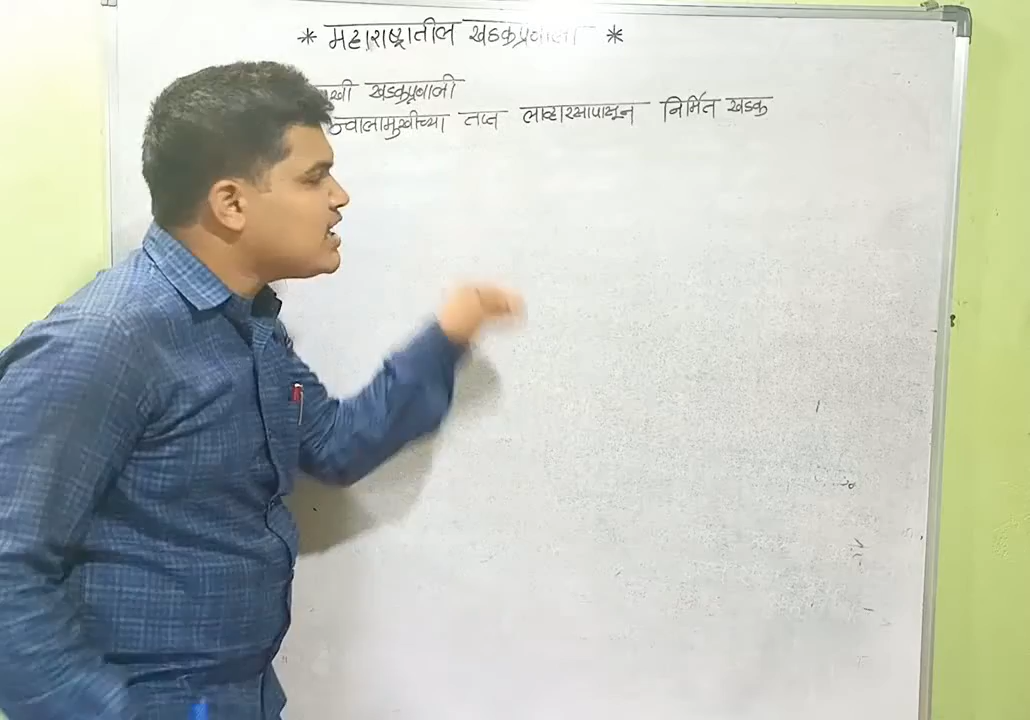 * महाराष्ट्रातील खडकप्रणाली *
खडकप्रणाली
ज्वालामुखीच्या तप्त लाव्हारसापासून निर्मित खडक